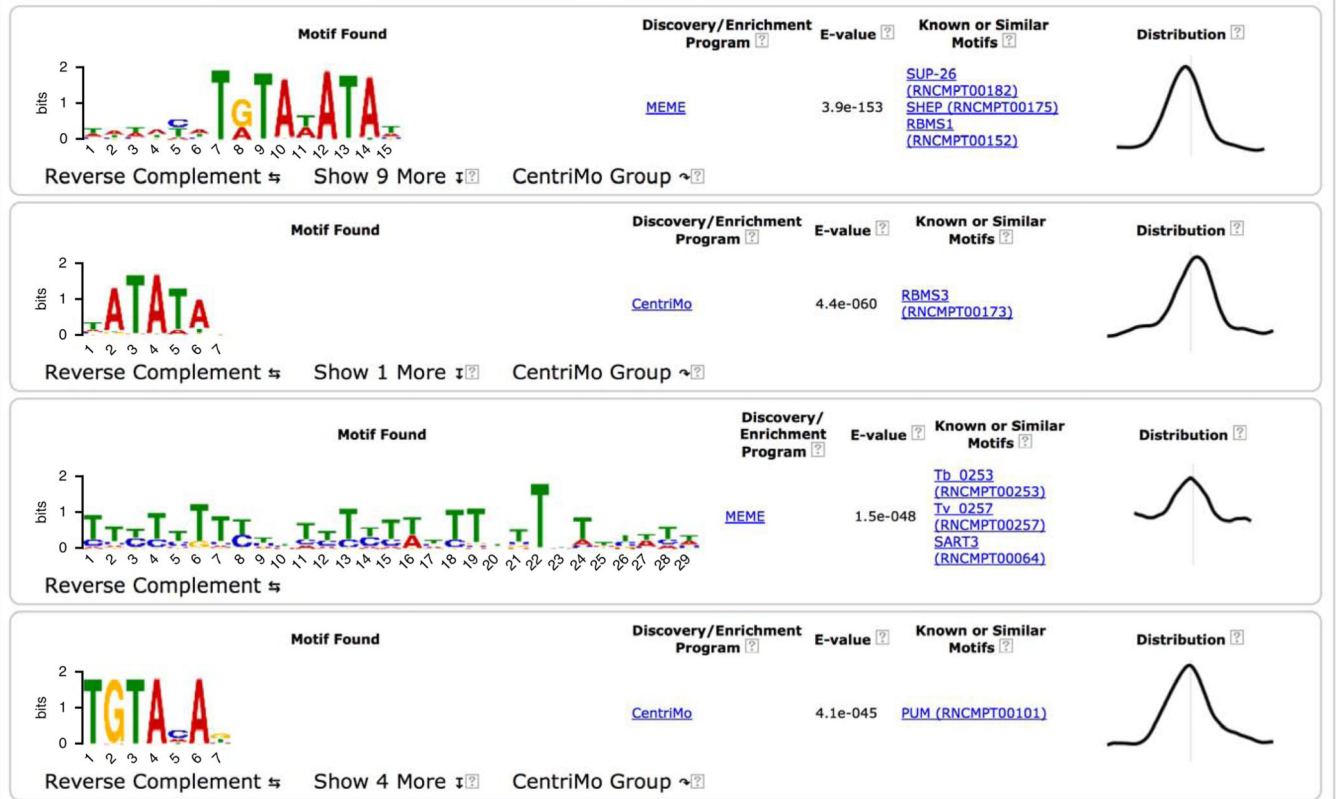 Motif Found
Discovery/Enrichment Program ?
E-value ?
Known or Similar Motifs ?
Distribution ?
bits
2
1
0
1 2 3 4 5 6 7 8 9 10 11 12 13 14 15
MEME
3.9e-153
SUP-26
(RNCMPT00182)
SHEP (RNCMPT00175)
RBMS1
(RNCMPT00152)
Reverse Complement ⇆ Show 9 More ↧? CentriMo Group ↷?
Motif Found
Discovery/Enrichment Program ?
E-value ?
Known or Similar Motifs ?
Distribution ?
bits
2
1
0
1 2 3 4 5 6 7
CentriMo
4.4e-060
RBMS3
(RNCMPT00173)
Reverse Complement ⇆ Show 1 More ↧? CentriMo Group ↷?
Motif Found
Discovery/
Enrichment
Program ?
E-value ?
Known or Similar Motifs ?
Distribution ?
bits
2
1
0
1 2 3 4 5 6 7 8 9 10 11 12 13 14 15 16 17 18 19 20 21 22 23 24 25 26 27 28 29
MEME
1.5e-048
Tb_0253
(RNCMPT00253)
Tv_0257
(RNCMPT00257)
SART3
(RNCMPT00064)
Reverse Complement ⇆
Motif Found
Discovery/Enrichment Program ?
E-value ?
Known or Similar Motifs ?
Distribution ?
bits
2
1
0
TGTA
1 2 3 4 5 6 7
CentriMo
4.1e-045
PUM (RNCMPT00101)
Reverse Complement ⇆ Show 4 More ↧? CentriMo Group ↷?